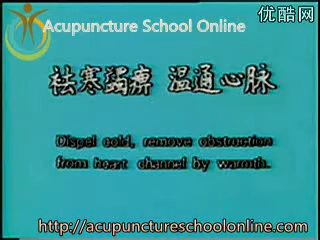 优酷网
Acupuncture School Online
祛寒蠲痹 温通心脉
Dispel cold, remove obstruction
from heart channel by warmth.
http://acupunctureschoolonline.com